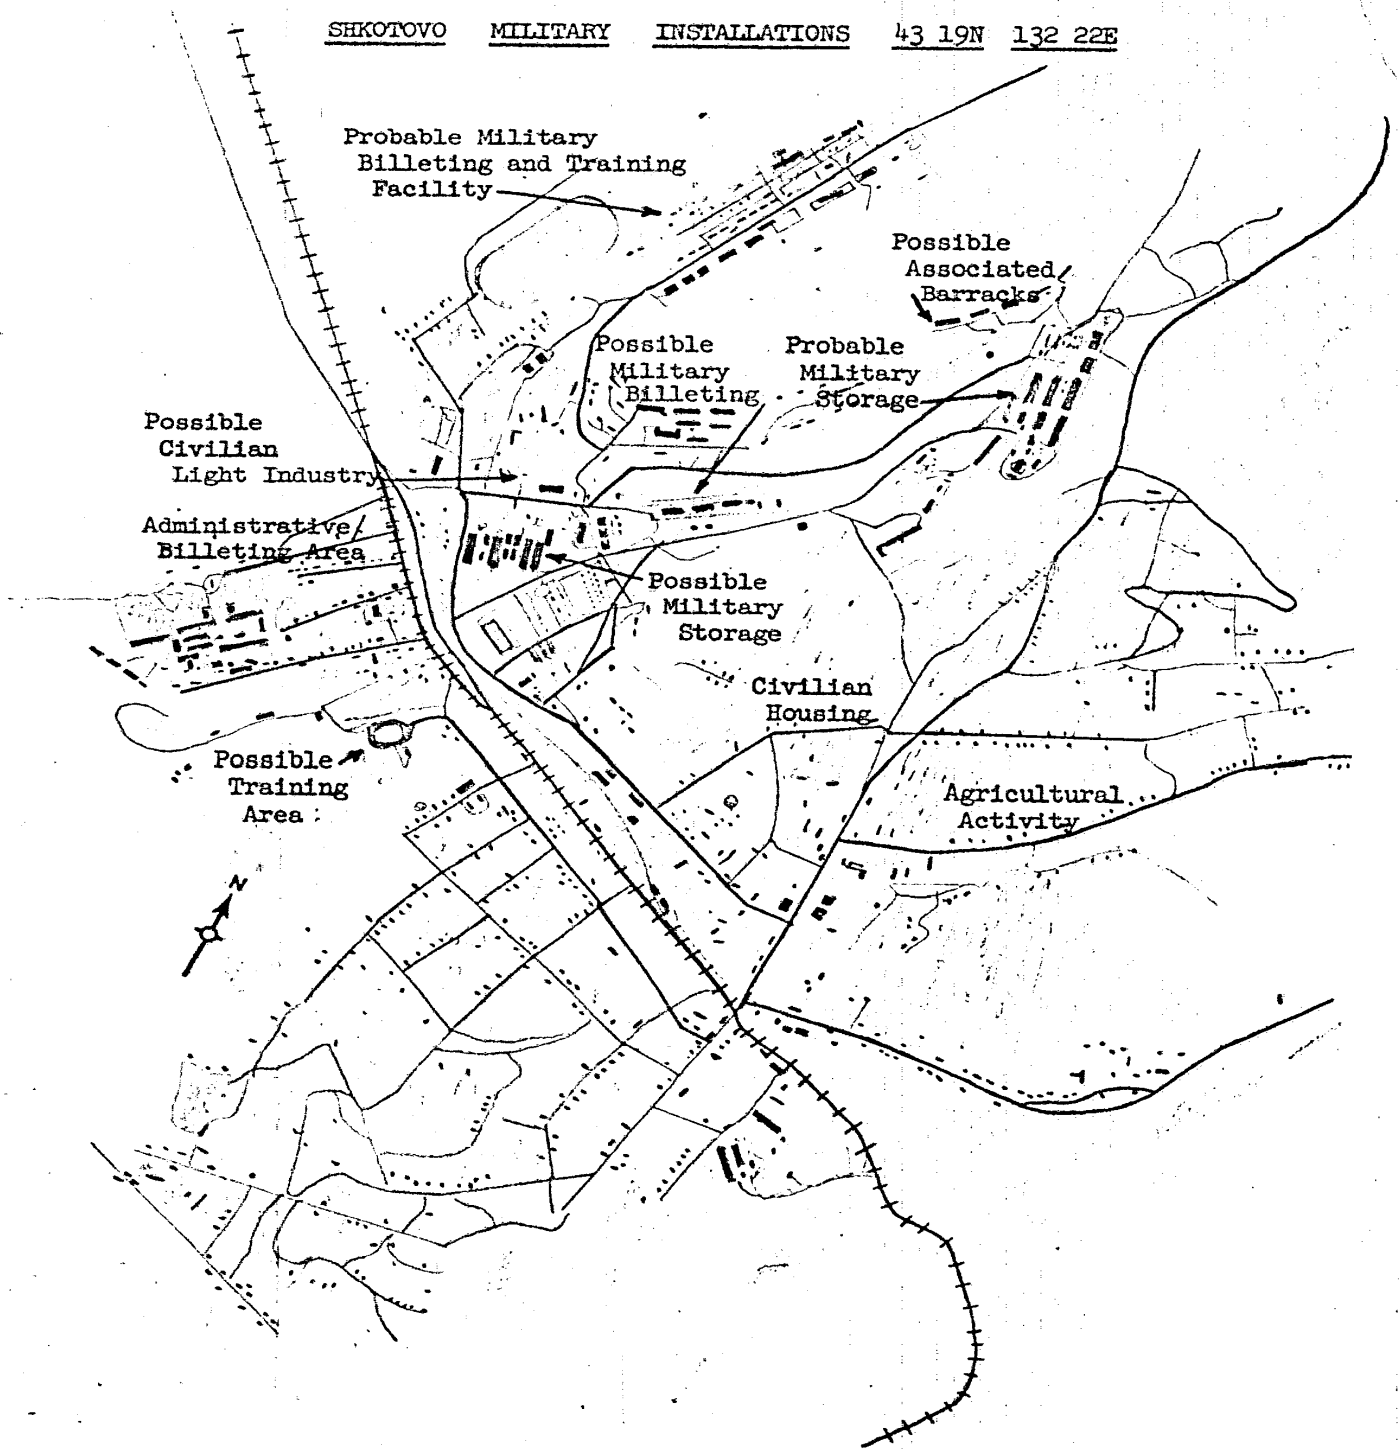 SHKOTOVO MILITARY INSTALLATIONS 43 19N 132 22E
Probable Military
Billeting and Training
Facility
Possible
Associated
Barracks
Possible
Military
Billeting
Probable
Military
Storage
Possible
Civilian
Light Industry
Administrative/
Billeting Area
Possible
Military
Storage
Civilian
Housing
Possible
Training
Area
Agricultural
Activity
N